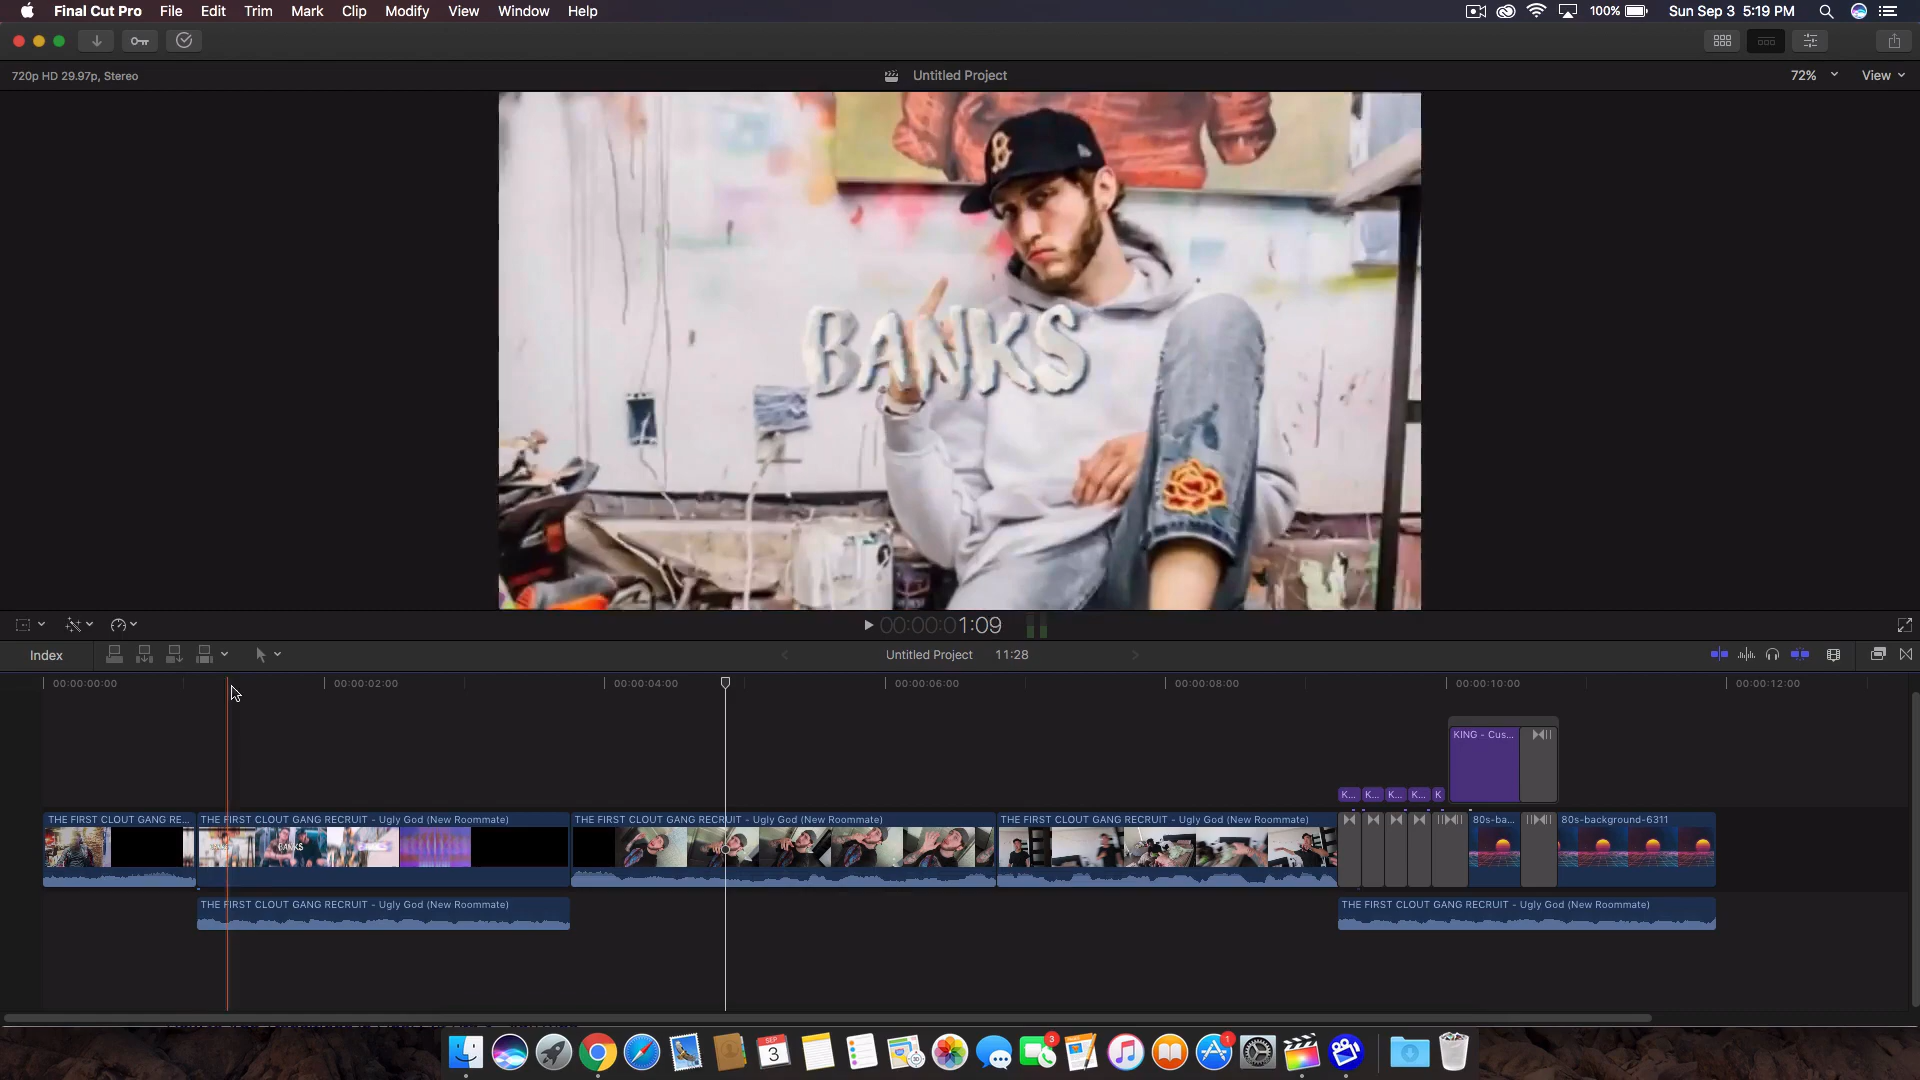 Final Cut Pro File Edit Trim Mark Clip Modify View Window Help
100% Sun Sep 3 5:19 PM
720p HD 29.97p, Stereo
Untitled Project
72%
View
B
BANKS
00:00:00:01:09
Index
Untitled Project
11:28
00:00:00:00
00:00:02:00
00:00:04:00
00:00:06:00
00:00:08:00
00:00:10:00
00:00:12:00
KING - Cus...
K...
K...
K...
K...
K
THE FIRST CLOUT GANG RE...
THE FIRST CLOUT GANG RECRUIT - Ugly God (New Roommate)
THE FIRST CLOUT GANG RECRUIT - Ugly God (New Roommate)
THE FIRST CLOUT GANG RECRUIT - Ugly God (New Roommate)
80s-ba...
80s-background-6311
BANKS
THE FIRST CLOUT GANG RECRUIT - Ugly God (New Roommate)
THE FIRST CLOUT GANG RECRUIT - Ugly God (New Roommate)
SEP
3
3
1